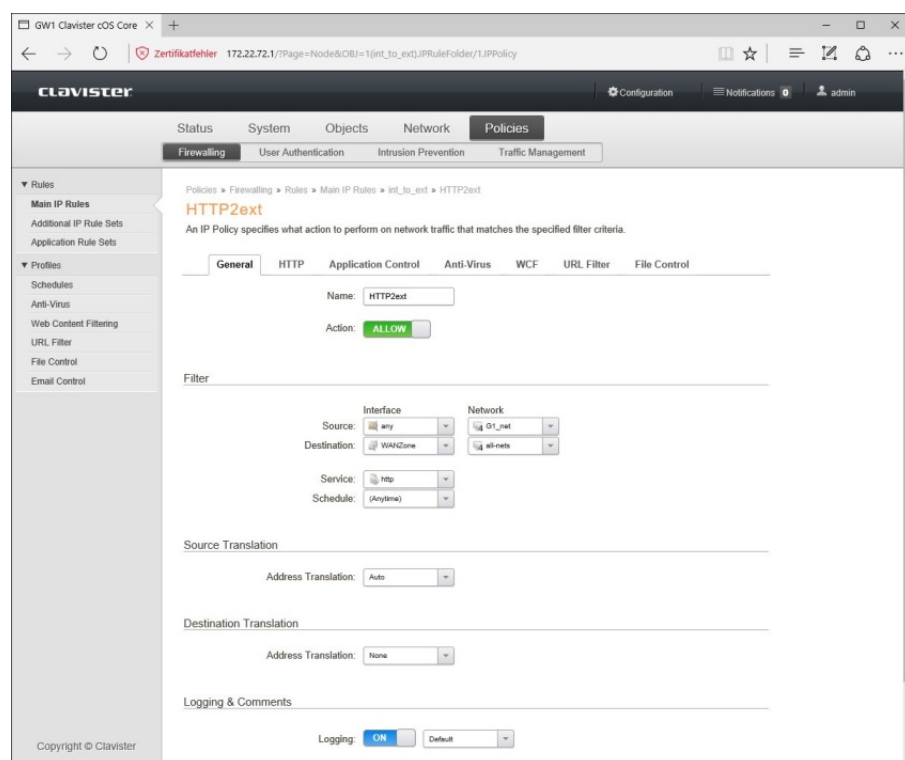 GW1 Clavister cOS Core
Zertifikatfehler 172.22.72.1/?Page=Node&OBJ=1(int_to_ext).IPRuleFolder/1.IPPolicy
CLAVISTER
Configuration Notifications 0 admin
Status System Objects Network Policies
Firewalling User Authentication Intrusion Prevention Traffic Management
Rules
Main IP Rules
Additional IP Rule Sets
Application Rule Sets
Profiles
Schedules
Anti-Virus
Web Content Filtering
URL Filter
File Control
Email Control
Policies » Firewalling » Rules » Main IP Rules » int_to_ext » HTTP2ext
HTTP2ext
An IP Policy specifies what action to perform on network traffic that matches the specified filter criteria.
General HTTP Application Control Anti-Virus WCF URL Filter File Control
Name: HTTP2ext
Action: ALLOW
Filter
Interface Network
Source: any G1_net
Destination: WANZone all-nets
Service: http
Schedule: (Anytime)
Source Translation
Address Translation: Auto
Destination Translation
Address Translation: None
Logging & Comments
Logging: ON Default
Copyright © Clavister